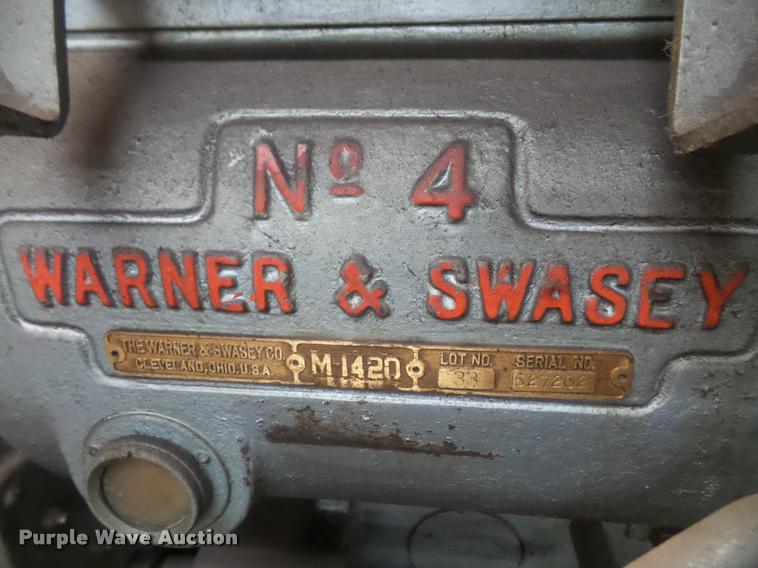 Nº 4
WARNER & SWASEY
THE WARNER & SWASEY CO.
CLEVELAND, OHIO, U.S.A.
M 1420
LOT NO. SERIAL NO.
33 527202
Purple Wave Auction